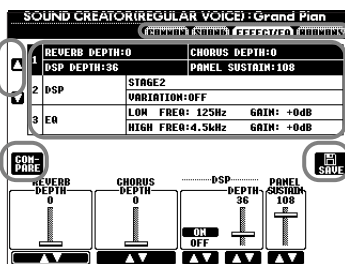 SOUND CREATOR(REGULAR VOICE):Grand Pian
COMMON SOUND EFFECT/EQ HARMONY
1 REVERB DEPTH:0 CHORUS DEPTH:0
DSP DEPTH:36 PANEL SUSTAIN:108
2 DSP STAGE2
VARIATION:OFF
3 EQ LOW FREQ: 125Hz GAIN: +0dB
HIGH FREQ:4.5kHz GAIN: +0dB
COM-
PARE
SAVE
REVERB CHORUS DSP PANEL
DEPTH DEPTH DEPTH SUSTAIN
0 0 36 108
ON
OFF